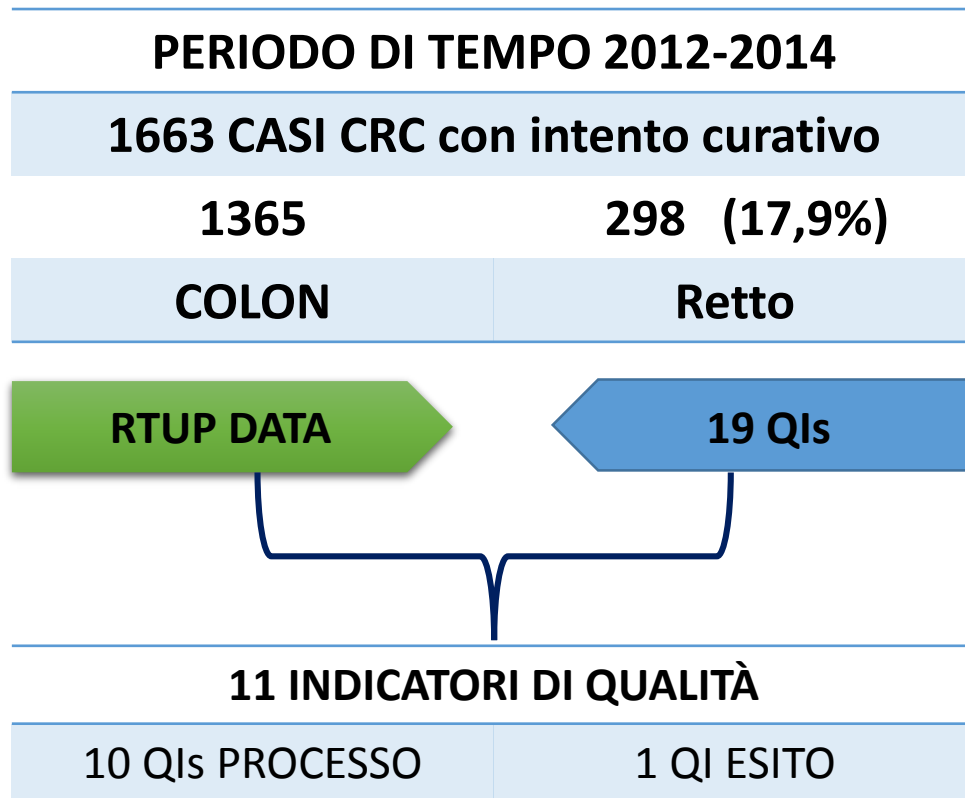 PERIODO DI TEMPO 2012-2014
1663 CASI CRC con intento curativo
1365 298 (17,9%)
COLON Retto
RTUP DATA 19 QIs
11 INDICATORI DI QUALITÀ
10 QIs PROCESSO 1 QI ESITO